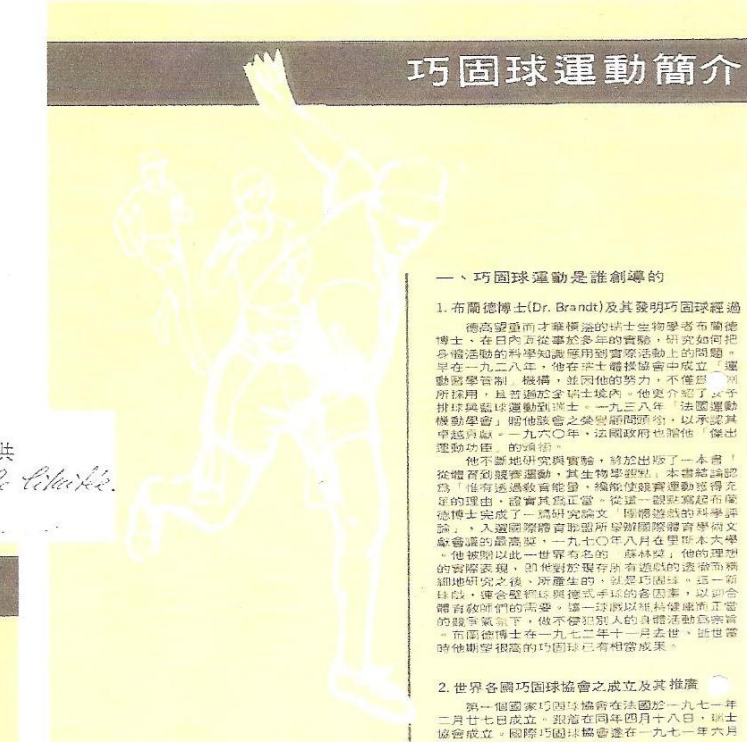 巧固球運動簡介
一、巧固球運動是誰創導的
1. 布蘭德博士(Dr. Brandt)及其發明巧固球經過
德高望重而才華橫溢的瑞士生物學者布蘭德
博士、在日內瓦從事於多年的實驗,研究如何把
身體活動的科學知識應用到實際活動上的問題。
早在一九二八年,他在瑞士體操協會中成立「運
動醫學管制」機構,並因他的努力,不僅為
所採用,且普遍於全瑞士境內。他更介紹了女子
排球與籃球運動到瑞士。一九三八年「法國運動
機動學會」贈他該會之榮譽顧問頭銜,以承認其
卓越貢獻。一九六〇年,法國政府也贈他「傑出
運動功臣」的頭銜。
他不斷地研究與實驗,終於出版了一本書「
從體育到競賽運動,其生物學觀點」本書結論認
為「惟有透過教育能量,纔能使競賽運動獲得充
足的理由,證實其為正當。從這一觀點寫起布蘭
德博士完成了一篇研究論文「團體遊戲的科學評
論」,入選國際體育聯盟所舉辦國際體育學術文
獻會議的最高獎,一九七〇年八月在里斯本大學
。他被贈以此一世界有名的「蘇林獎」他的理想
的實際表現,即他對於現存所有遊戲的透徹而精
細地研究之後、所產生的,就是巧固球。這一新
球戲,連合壁網球與德式手球的各因素,以迎合
體育教師們的需要。這一球戲以維持健康而正當
的競爭氣氛下,做不侵犯別人的身體活動為宗旨
。布蘭德博士在一九七二年十一月去世、逝世當
時他期望很高的巧固球已有相當成果。
2. 世界各國巧固球協會之成立及其推廣
第一個國家巧固球協會在法國於一九七一年
二月廿七日成立。跟著在同年四月十八日,瑞士
協會成立。國際巧固球協會遂在一九七一年六月
共
limitée.